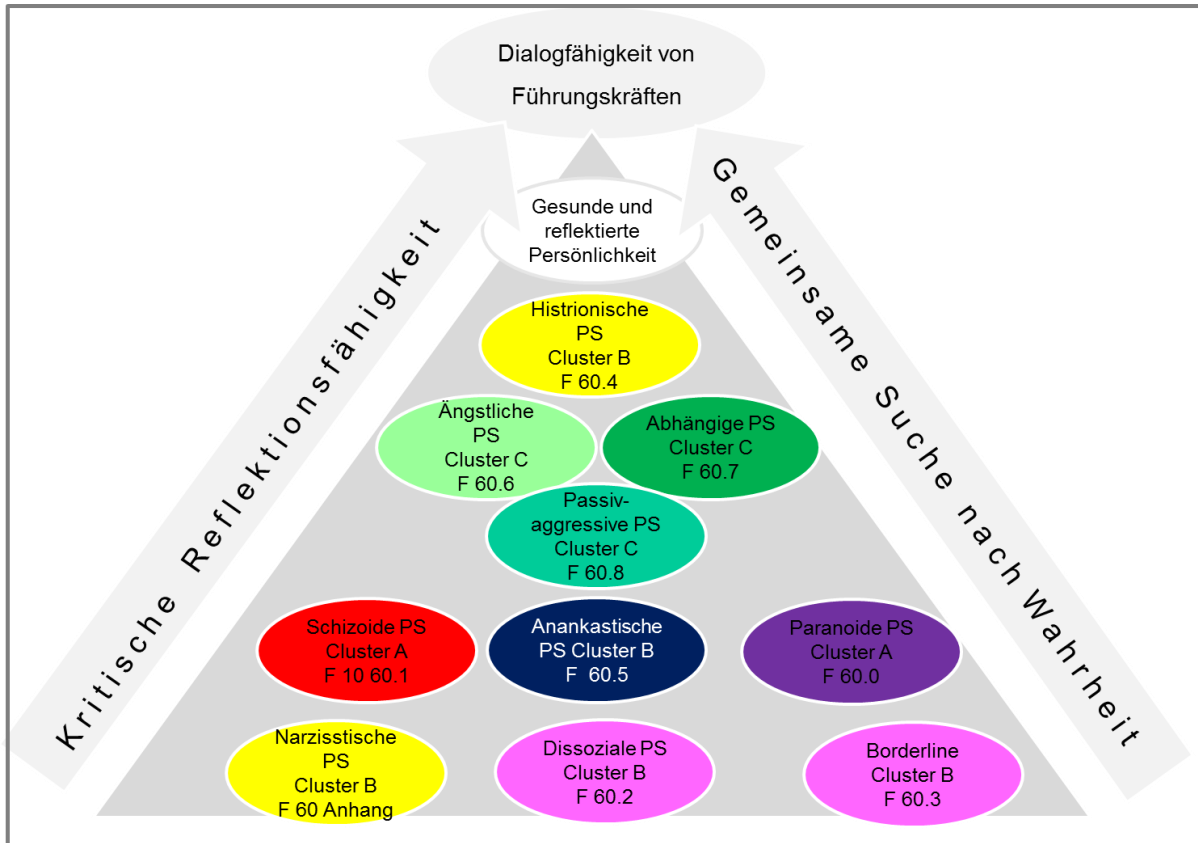 Dialogfähigkeit von
Führungskräften
Kritische Reflektionsfähigkeit
Gemeinsame Suche nach Wahrheit
Gesunde und
reflektierte
Persönlichkeit
Histrionische
PS
Cluster B
F 60.4
Ängstliche
PS
Cluster C
F 60.6
Abhängige PS
Cluster C
F 60.7
Passiv-
aggressive PS
Cluster C
F 60.8
Schizoide PS
Cluster A
F 10 60.1
Anankastische
PS Cluster B
F 60.5
Paranoide PS
Cluster A
F 60.0
Narzisstische
PS
Cluster B
F 60 Anhang
Dissoziale PS
Cluster B
F 60.2
Borderline
Cluster B
F 60.3